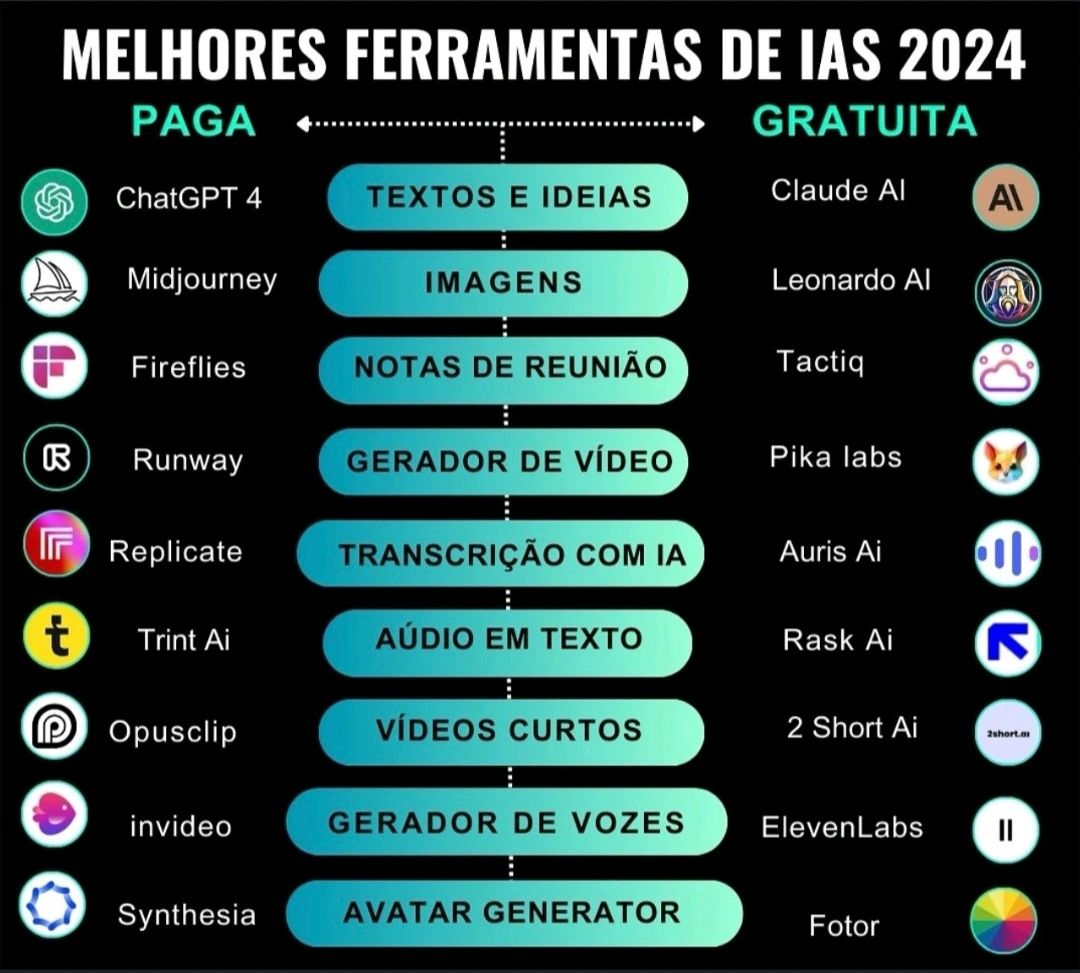 MELHORES FERRAMENTAS DE IAS 2024
PAGA GRATUITA
ChatGPT 4 TEXTOS E IDEIAS Claude AI
Midjourney IMAGENS Leonardo AI
Fireflies NOTAS DE REUNIÃO Tactiq
Runway GERADOR DE VÍDEO Pika labs
Replicate TRANSCRIÇÃO COM IA Auris Ai
Trint Ai AÚDIO EM TEXTO Rask Ai
Opusclip VÍDEOS CURTOS 2 Short Ai 2short.ai
invideo GERADOR DE VOZES ElevenLabs
Synthesia AVATAR GENERATOR Fotor